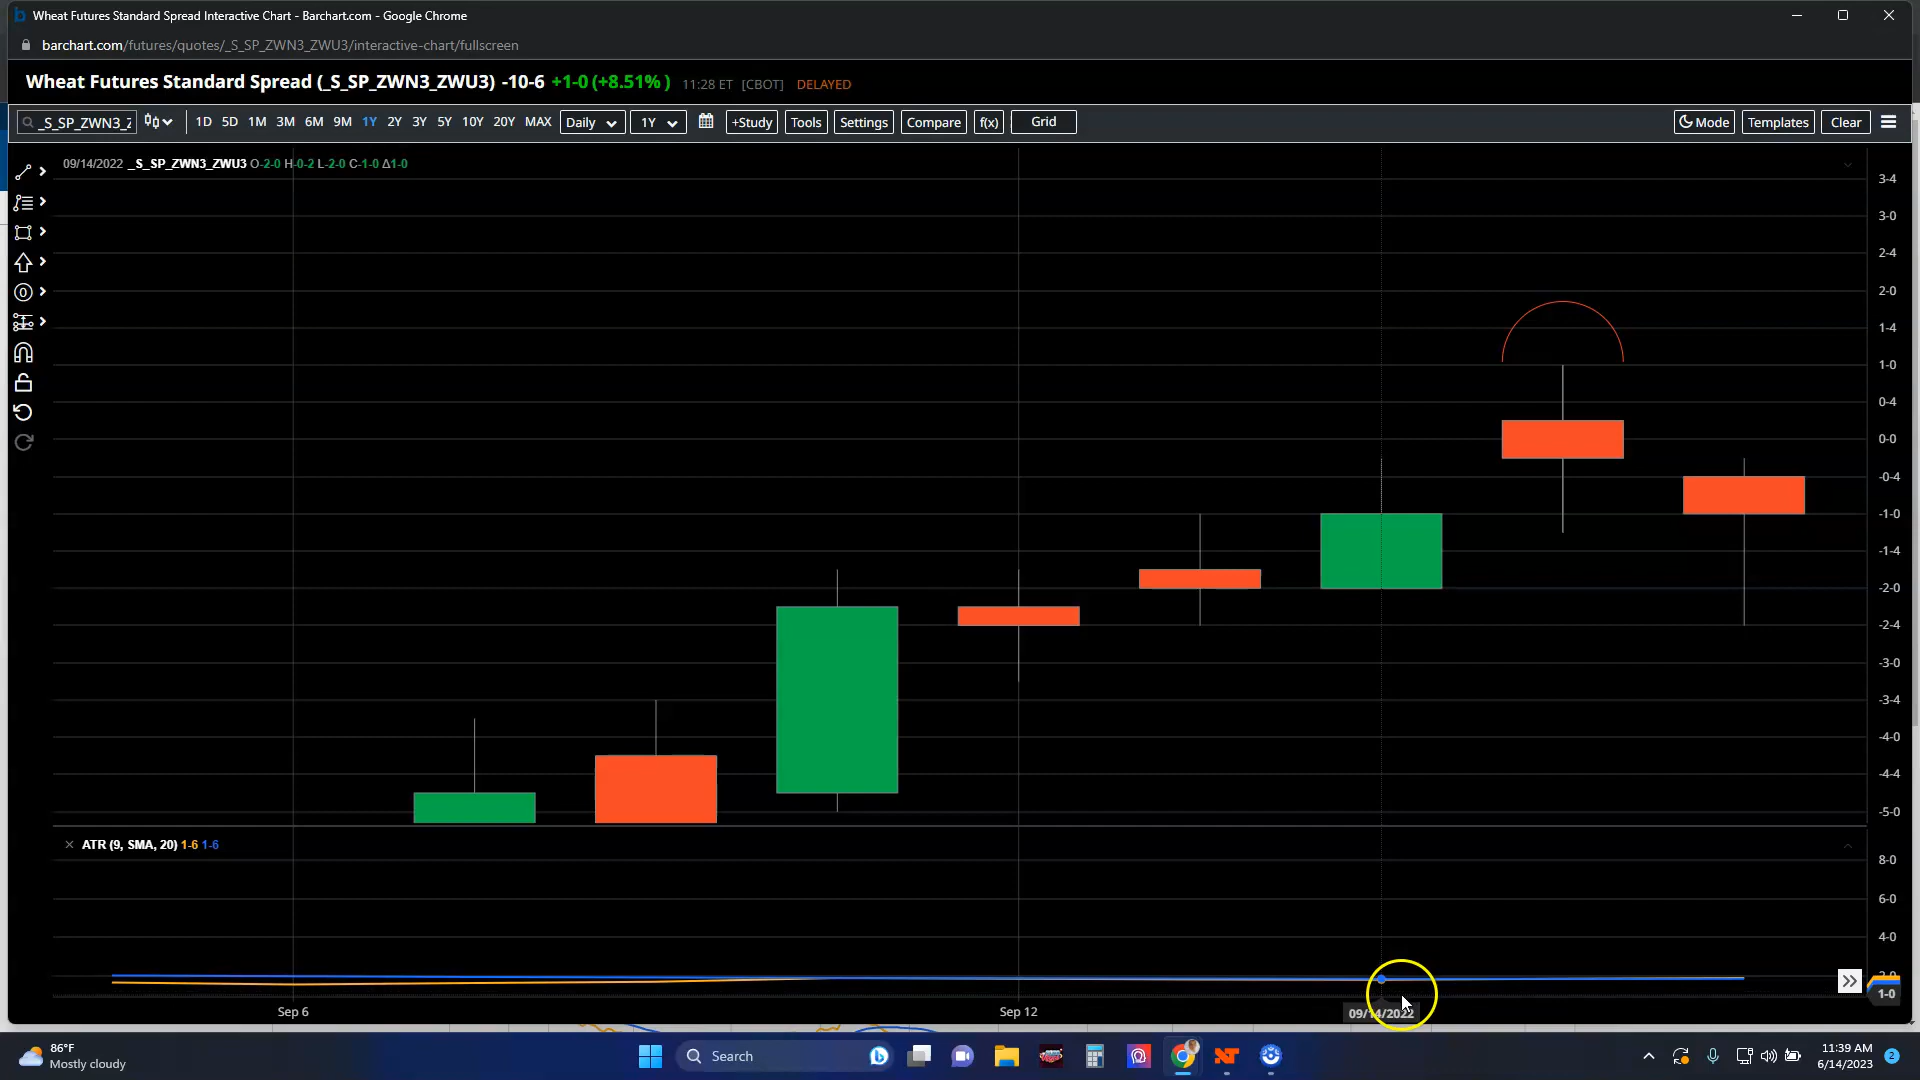 Wheat Futures Standard Spread Interactive Chart - Barchart.com - Google Chrome
barchart.com/futures/quotes/_S_SP_ZWN3_ZWU3/interactive-chart/fullscreen
Wheat Futures Standard Spread (_S_SP_ZWN3_ZWU3) -10-6 +1-0 (+8.51% ) 11:28 ET [CBOT] DELAYED
_S_SP_ZWN3_Z 1D 5D 1M 3M 6M 9M 1Y 2Y 3Y 5Y 10Y 20Y MAX Daily 1Y +Study Tools Settings Compare f(x) Grid Mode Templates Clear
09/14/2022 _S_SP_ZWN3_ZWU3 O-2-0 H-0-2 L-2-0 C-1-0 Δ1-0
3-4
3-0
2-4
2-0
1-4
1-0
0-4
0-0
-0-4
-1-0
-1-4
-2-0
-2-4
-3-0
-3-4
-4-0
-4-4
-5-0
ATR (9, SMA, 20) 1-6 1-6
8-0
6-0
4-0
1-0
Sep 6 Sep 12 09/14/2022
86°F
Mostly cloudy
Search
11:39 AM
6/14/2023
2